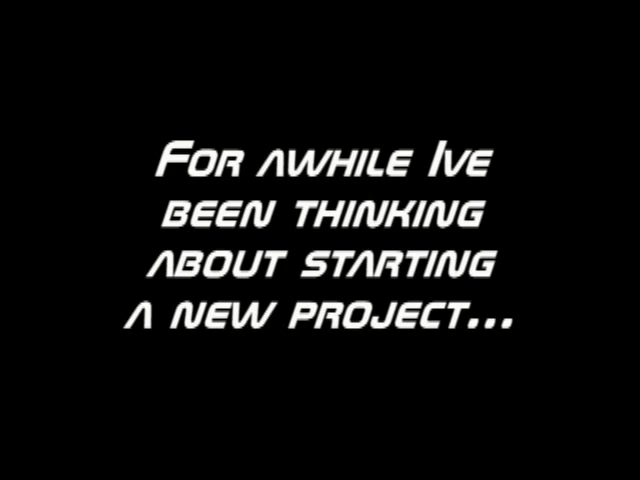 For awhile Ive
been thinking
about starting
a new project...